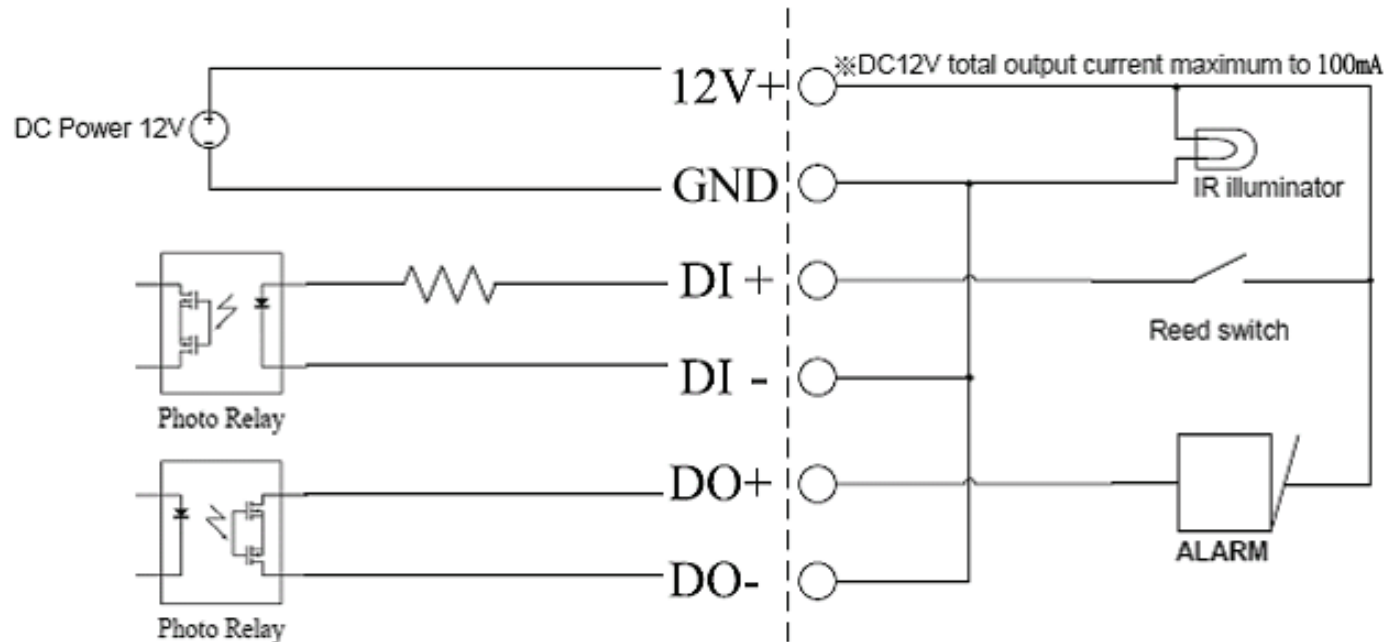 ※DC12V total output current maximum to 100mA
12V+
DC Power 12V
GND
IR illuminator
DI +
Reed switch
DI -
Photo Relay
DO+
ALARM
DO-
Photo Relay